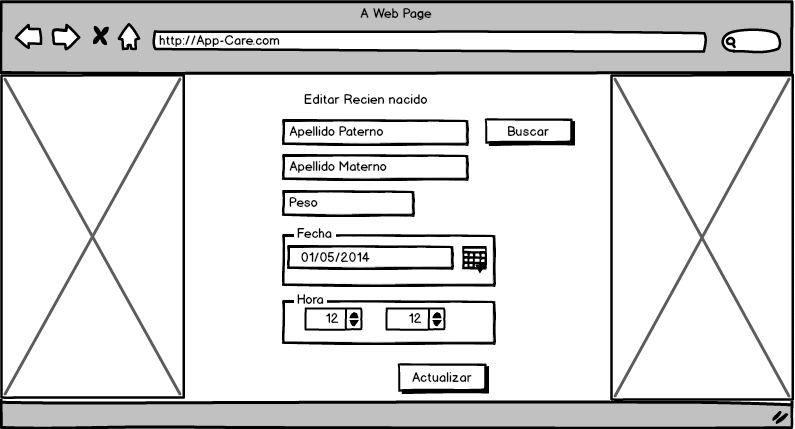 A Web Page
http://App-Care.com
Editar Recien nacido
Apellido Paterno
Buscar
Apellido Materno
Peso
Fecha
01/05/2014
Hora
12 12
Actualizar